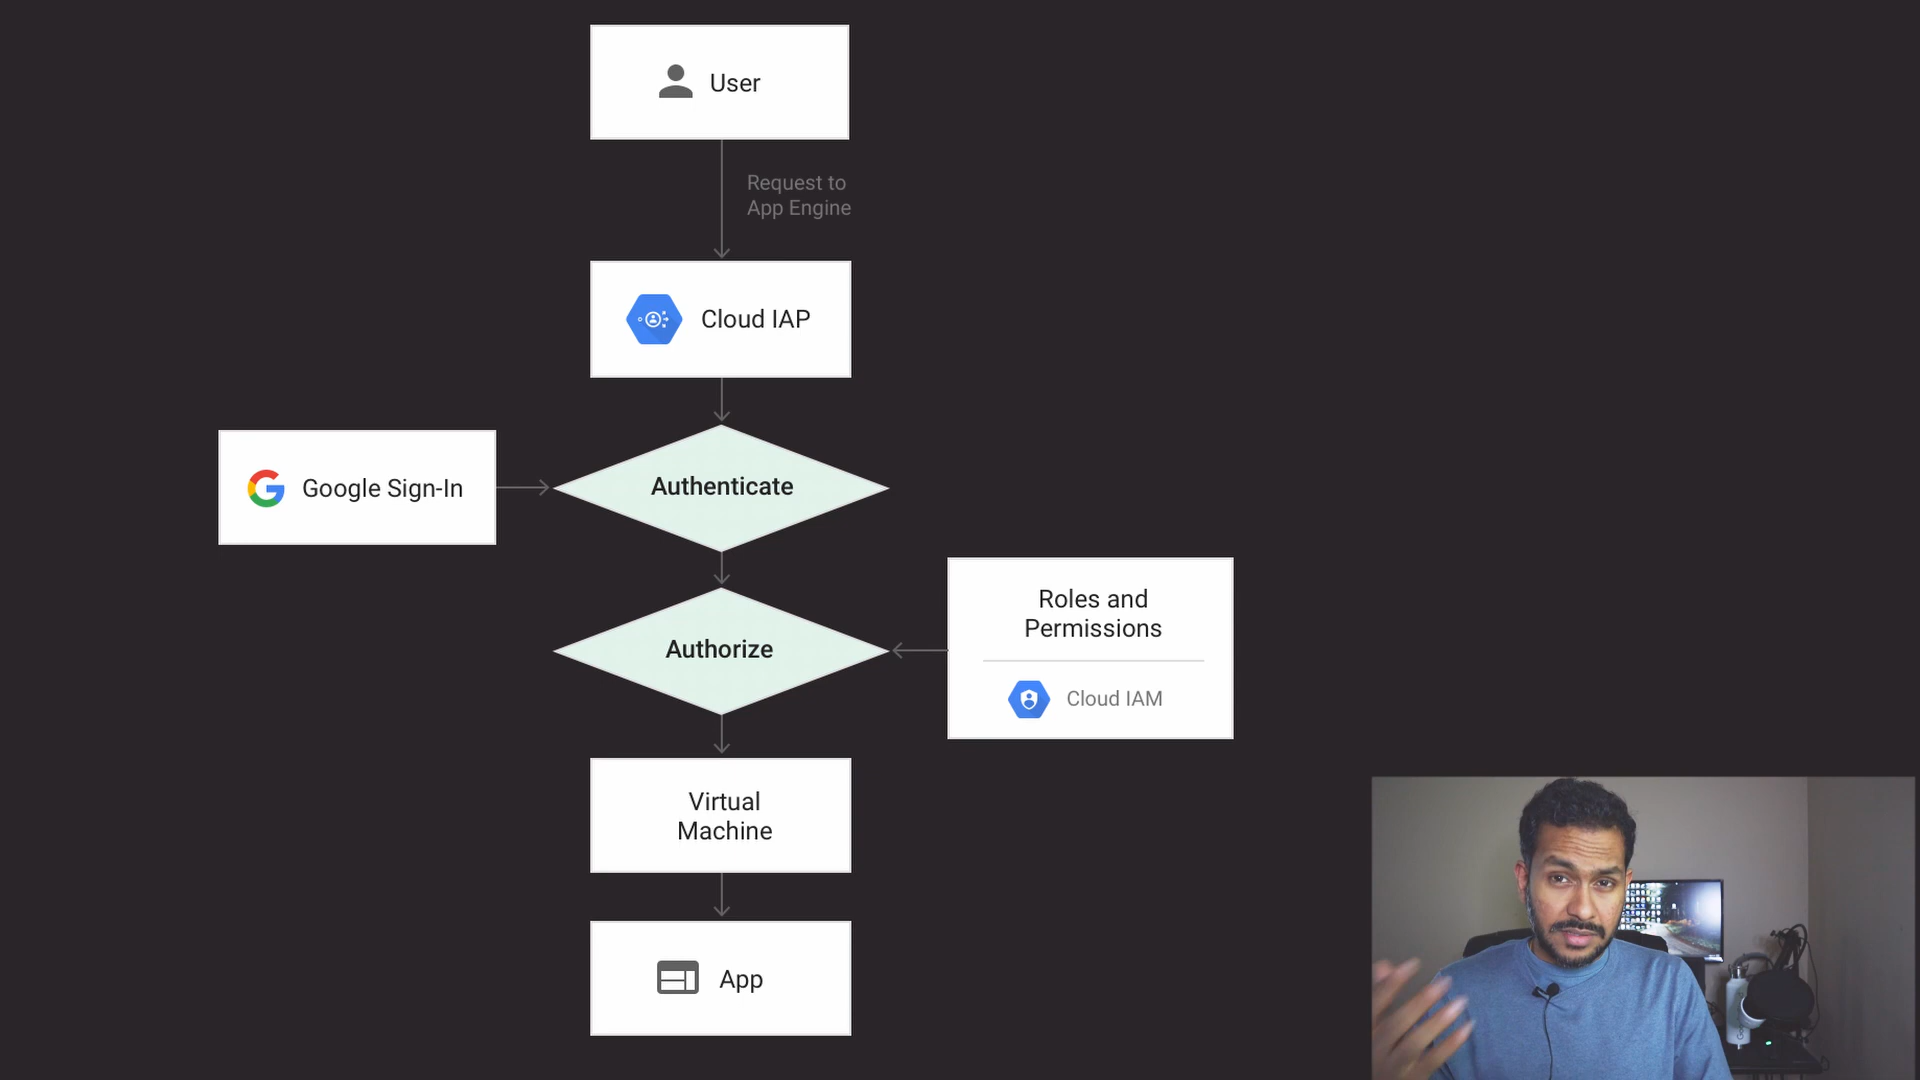 User
Request to
App Engine
Cloud IAP
Google Sign-In
Authenticate
Authorize
Roles and
Permissions
Cloud IAM
Virtual
Machine
App